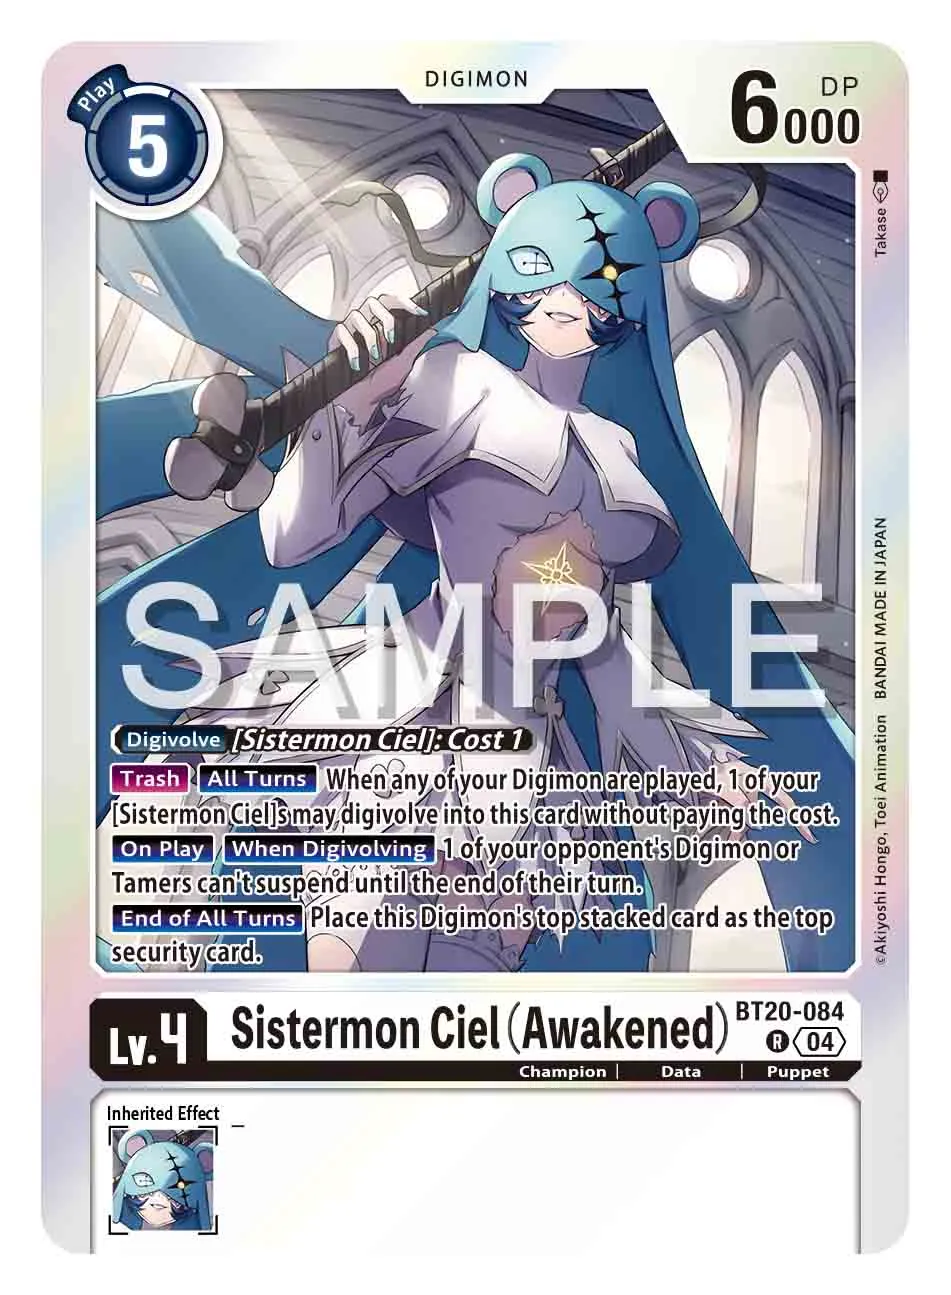 DIGIMON
Play
5
DP
6000
Takase
SAMPLE
Digivolve [Sistermon Ciel]: Cost 1
Trash All Turns When any of your Digimon are played, 1 of your
[Sistermon Ciel]s may digivolve into this card without paying the cost.
On Play When Digivolving 1 of your opponent's Digimon or
Tamers can't suspend until the end of their turn.
End of All Turns Place this Digimon's top stacked card as the top
security card.
©Akiyoshi Hongo, Toei Animation BANDAI MADE IN JAPAN
Lv.4
Sistermon Ciel (Awakened)
BT20-084
R 04
Champion | Data | Puppet
Inherited Effect
–